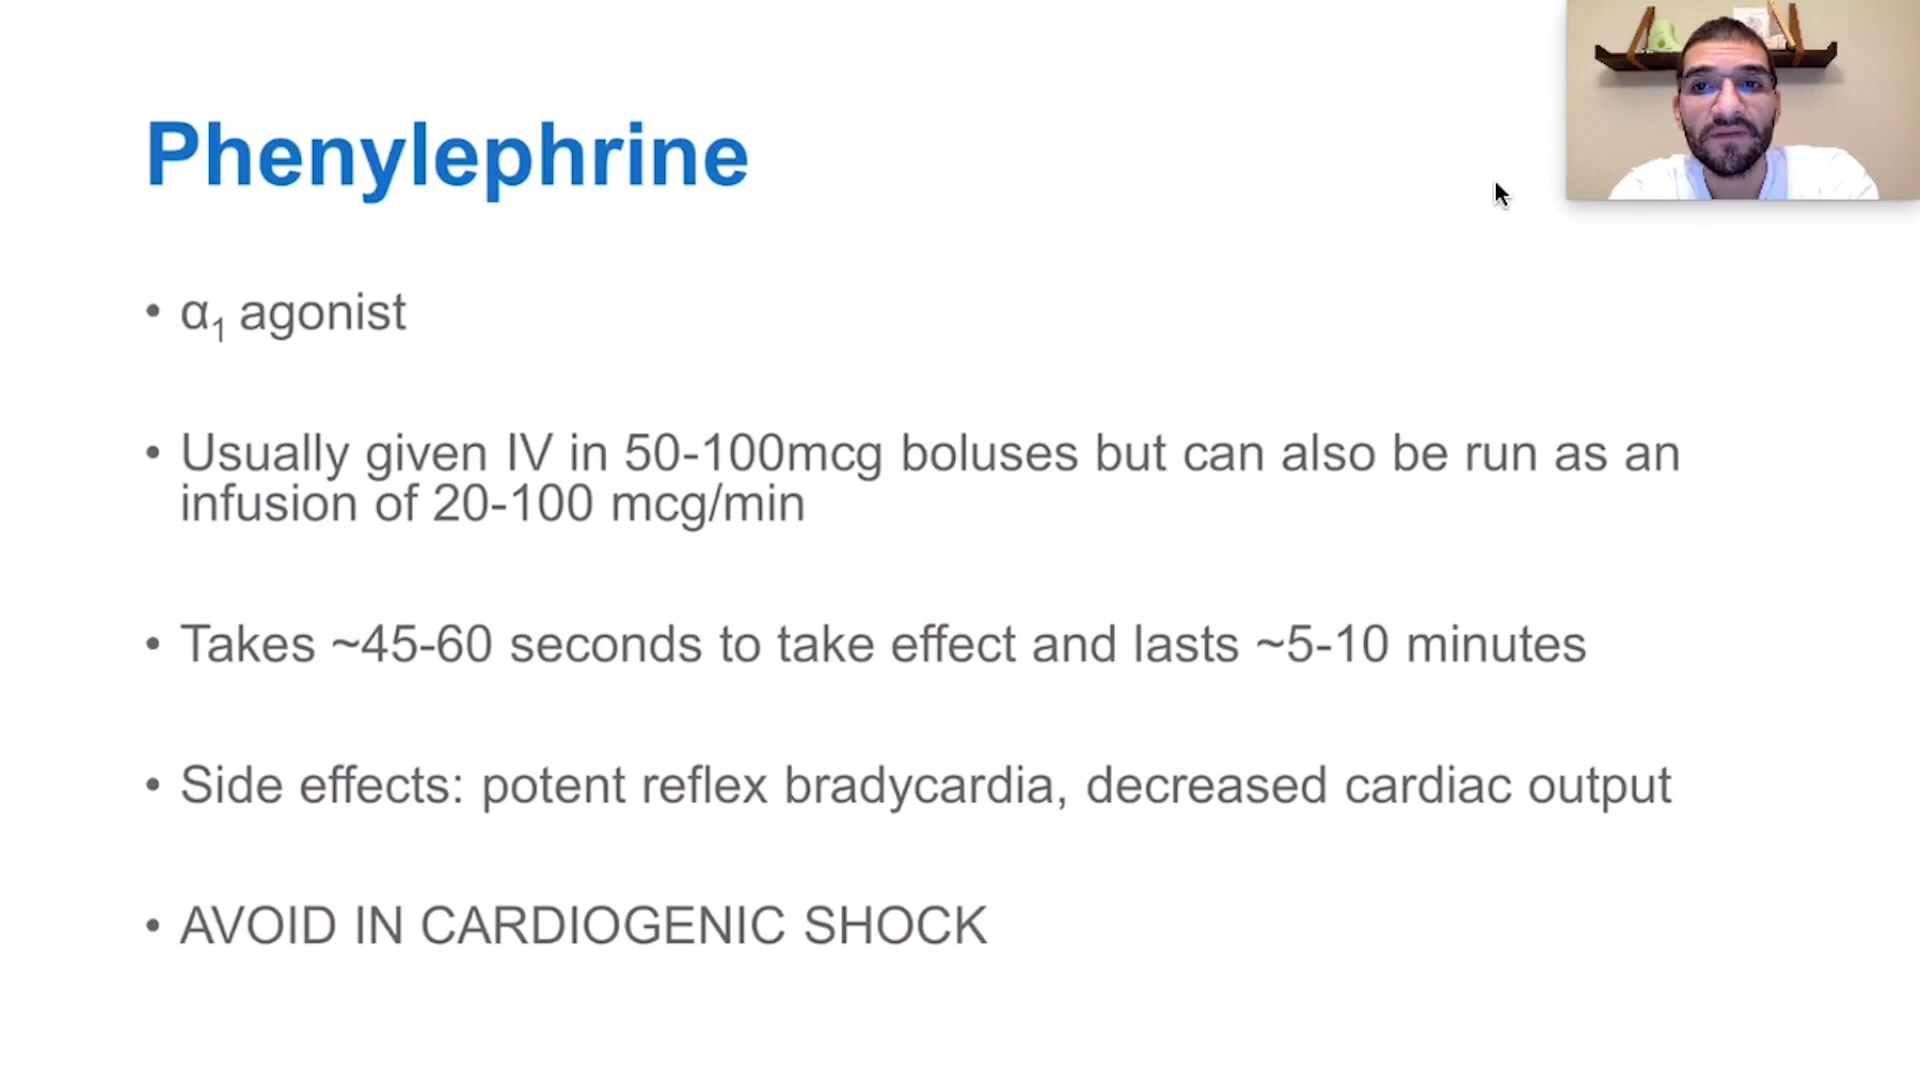 Phenylephrine
• α₁ agonist
• Usually given IV in 50-100mcg boluses but can also be run as an
infusion of 20-100 mcg/min
• Takes ~45-60 seconds to take effect and lasts ~5-10 minutes
• Side effects: potent reflex bradycardia, decreased cardiac output
• AVOID IN CARDIOGENIC SHOCK